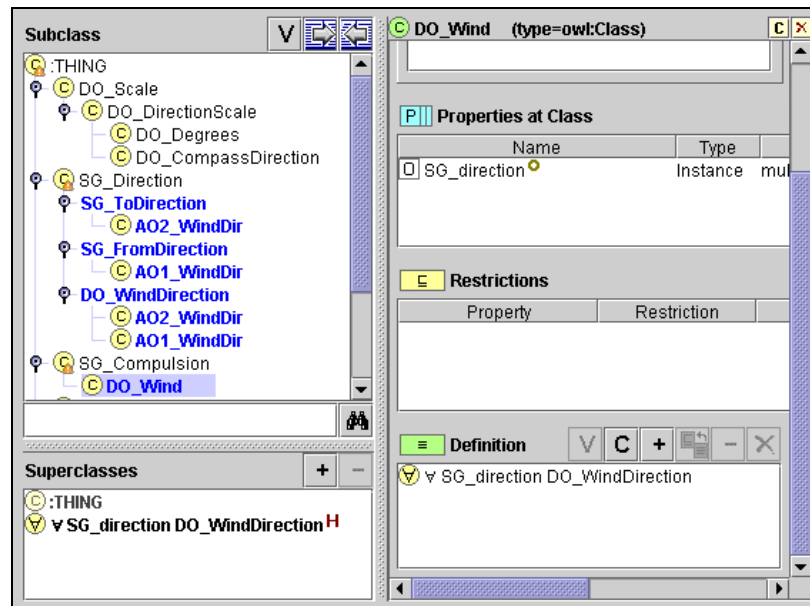 Subclass
V
C :THING
C DO_Scale
C DO_DirectionScale
C DO_Degrees
C DO_CompassDirection
C SG_Direction
SG_ToDirection
C AO2_WindDir
SG_FromDirection
C AO1_WindDir
DO_WindDirection
C AO2_WindDir
C AO1_WindDir
C SG_Compulsion
C DO_Wind
Superclasses + −
C :THING
∀ ∀ SG_direction DO_WindDirection H
C DO_Wind (type=owl:Class) C ×
P Properties at Class
Name Type
O SG_direction Instance mul
⊑ Restrictions
Property Restriction
≡ Definition V C + −
∀ ∀ SG_direction DO_WindDirection